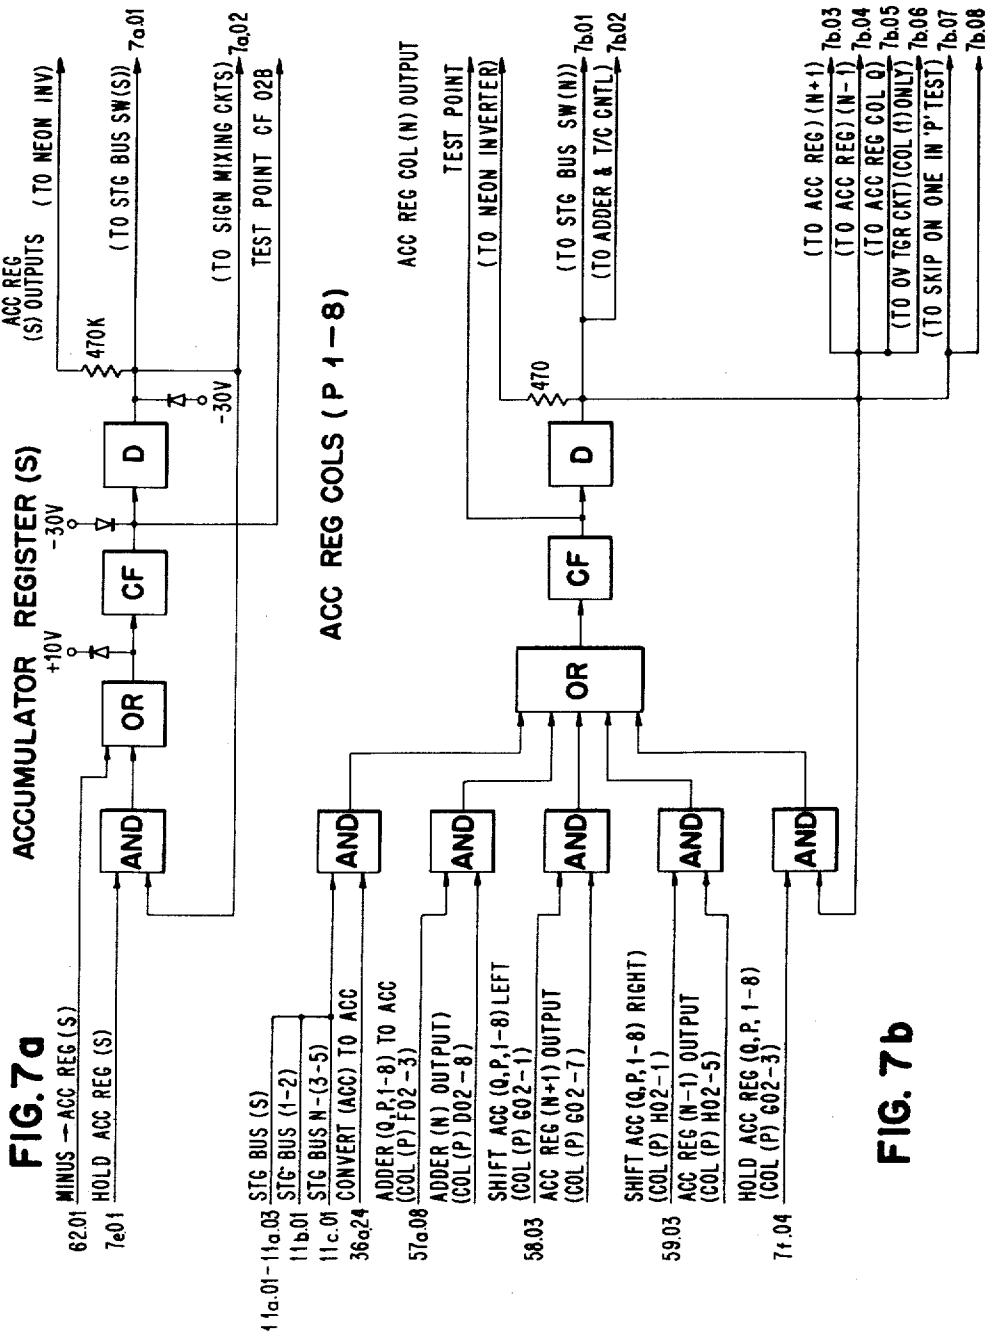 FIG. 7a
ACCUMULATOR REGISTER (S)
62.01
MINUS → ACC REG (S)
7e.01
HOLD ACC REG (S)
AND
OR
+10V
CF
-30V
D
-30V
470K
ACC REG
(S) OUTPUTS
(TO NEON INV)
(TO STG BUS SW(S))
7a.01
(TO SIGN MIXING CKTS)
7a.02
TEST POINT CF 02B
ACC REG COLS (P 1-8)
11a.01-11a.03
STG BUS (S)
11b.01
STG BUS (1-2)
11c.01
STG BUS N-(3-5)
36a.24
CONVERT (ACC) TO ACC
57a.08
ADDER (Q,P,1-8) TO ACC
(COL (P) F02-3)
ADDER (N) OUTPUT)
(COL (P) D02-8)
58.03
SHIFT ACC (Q,P,1-8) LEFT
(COL (P) G02-1)
ACC REG (N+1) OUTPUT
(COL (P) G02-7)
59.03
SHIFT ACC (Q,P,1-8) RIGHT)
(COL (P) H02-1)
ACC REG (N-1) OUTPUT
(COL (P) H02-5)
7f.04
HOLD ACC REG (Q,P,1-8)
(COL (P) G02-3)
AND
AND
AND
AND
AND
OR
CF
D
470
ACC REG COL (N) OUTPUT
TEST POINT
(TO NEON INVERTER)
(TO STG BUS SW(N))
7b.01
(TO ADDER & T/C CNTL)
7b.02
(TO ACC REG) (N+1)
7b.03
(TO ACC REG) (N-1)
7b.04
(TO ACC REG COL Q)
7b.05
(TO OV TGR CKT)(COL (1) ONLY)
7b.06
(TO SKIP ON ONE IN 'P' TEST)
7b.07
7b.08
FIG. 7b